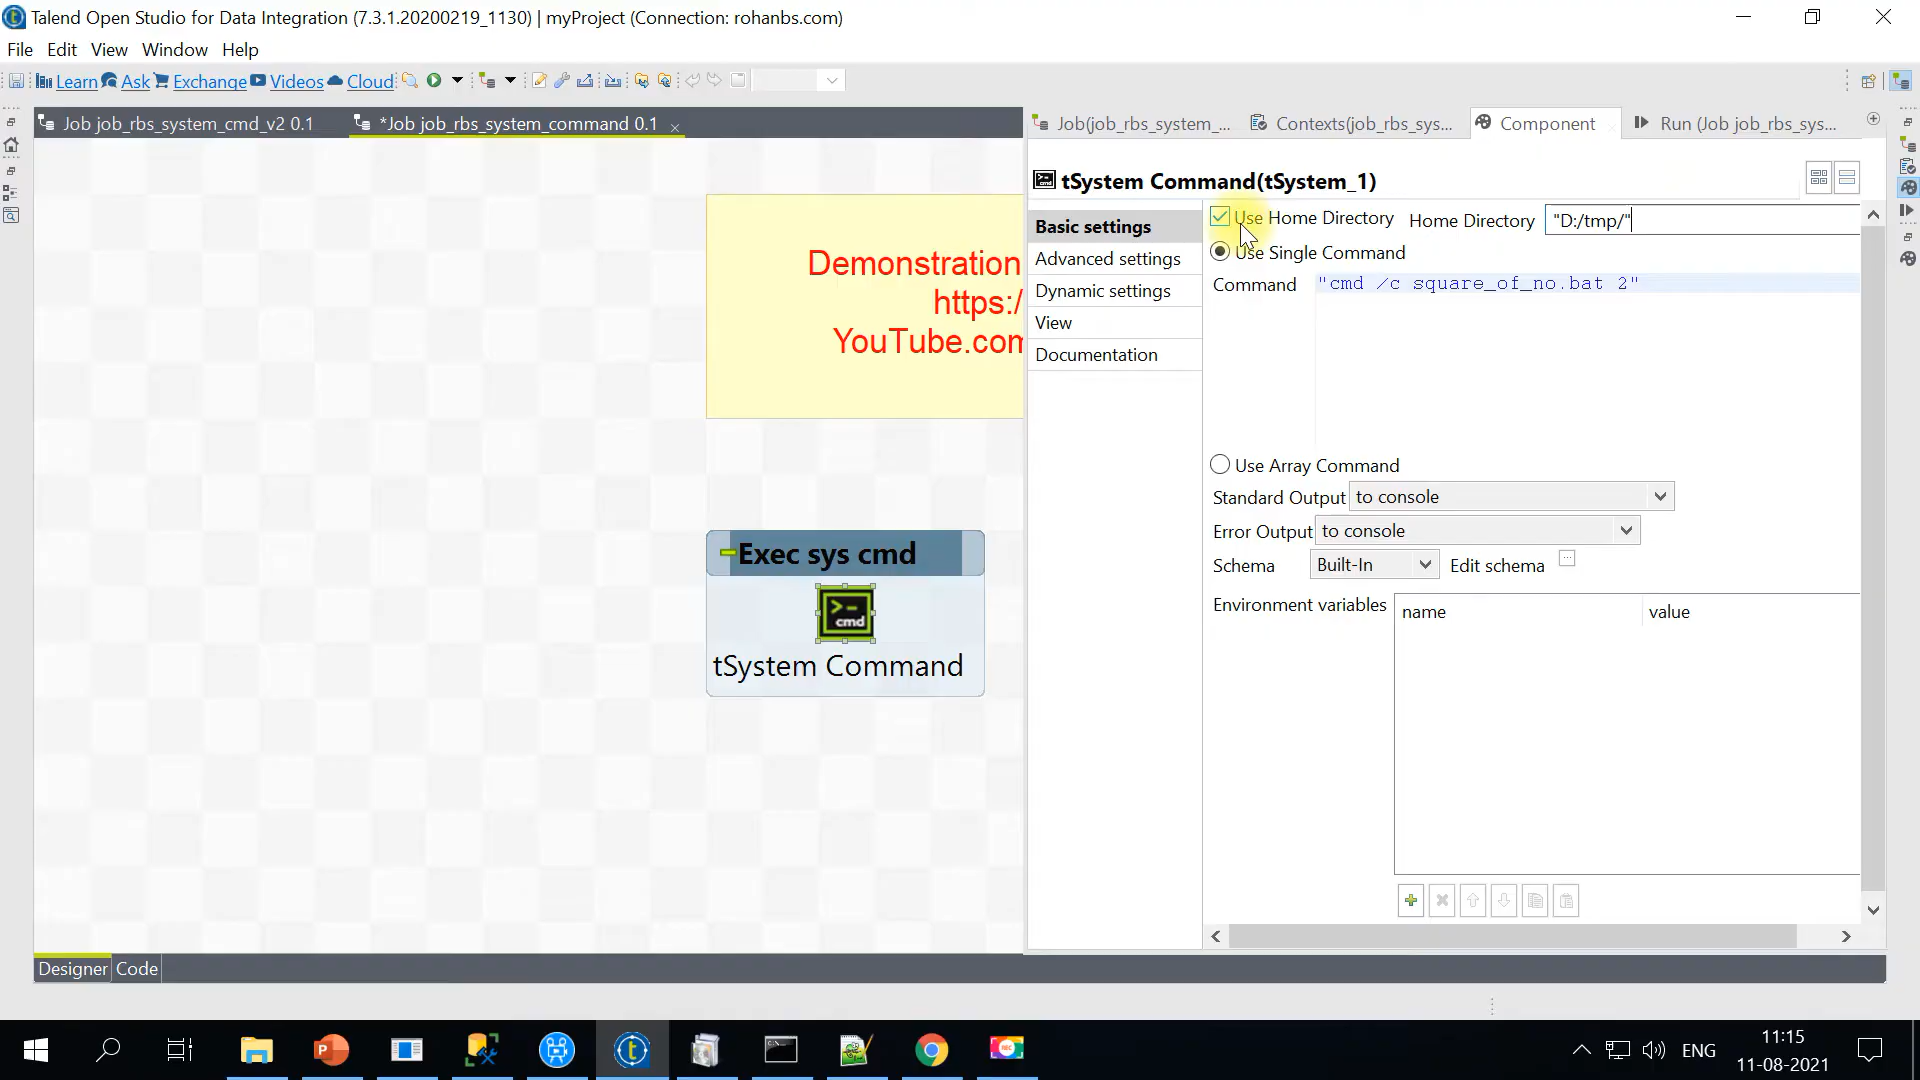 Talend Open Studio for Data Integration (7.3.1.20200219_1130) | myProject (Connection: rohanbs.com)
File Edit View Window Help
Learn Ask Exchange Videos Cloud
Job job_rbs_system_cmd_v2 0.1 *Job job_rbs_system_command 0.1
Job(job_rbs_system_... Contexts(job_rbs_sys... Component Run (Job job_rbs_sys...
tSystem Command(tSystem_1)
Basic settings
Advanced settings
Dynamic settings
View
Documentation
Use Home Directory Home Directory "D:/tmp/"
Use Single Command
Command "cmd /c square_of_no.bat 2"
Use Array Command
Standard Output to console
Error Output to console
Schema Built-In Edit schema
Environment variables name value
Demonstration
https:/
YouTube.com
Exec sys cmd
cmd
tSystem Command
Designer Code
ENG
11:15
11-08-2021